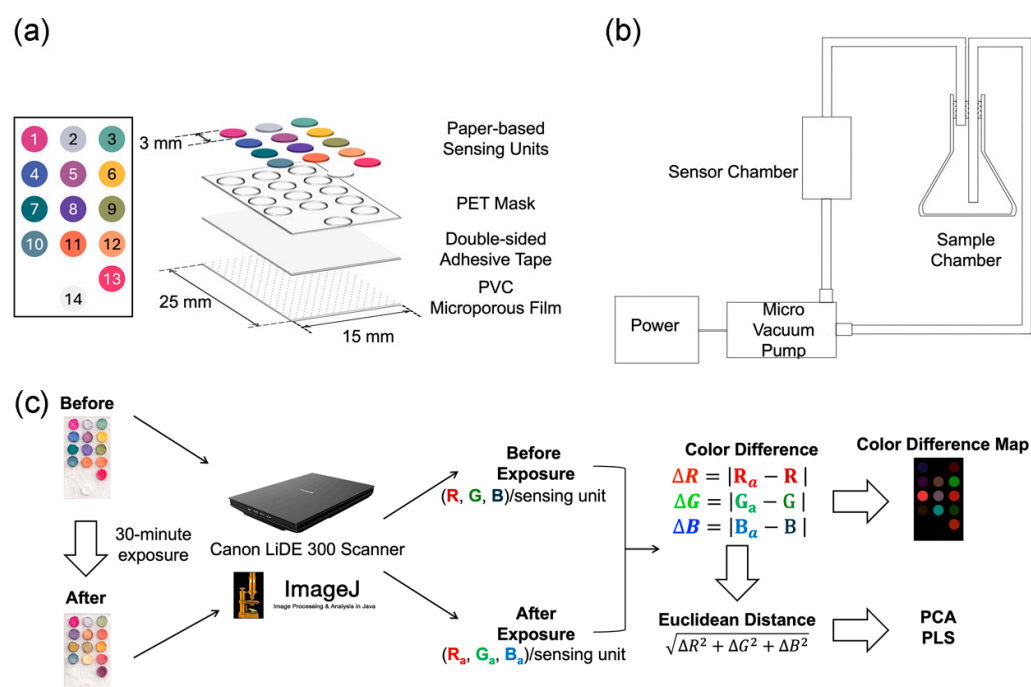 (a)
1 2 3
4 5 6
7 8 9
10 11 12
13
14
3 mm
Paper-based
Sensing Units
PET Mask
Double-sided
Adhesive Tape
PVC
Microporous Film
25 mm
15 mm
(b)
Sensor Chamber
Sample
Chamber
Power
Micro
Vacuum
Pump
(c)
Before
30-minute
exposure
After
Canon LiDE 300 Scanner
ImageJ
Image Processing & Analysis in Java
Before
Exposure
(R, G, B)/sensing unit
After
Exposure
(Rₐ, Gₐ, Bₐ)/sensing unit
Color Difference
ΔR = |Rₐ − R|
ΔG = |Gₐ − G|
ΔB = |Bₐ − B|
Euclidean Distance
√(ΔR² + ΔG² + ΔB²)
Color Difference Map
PCA
PLS